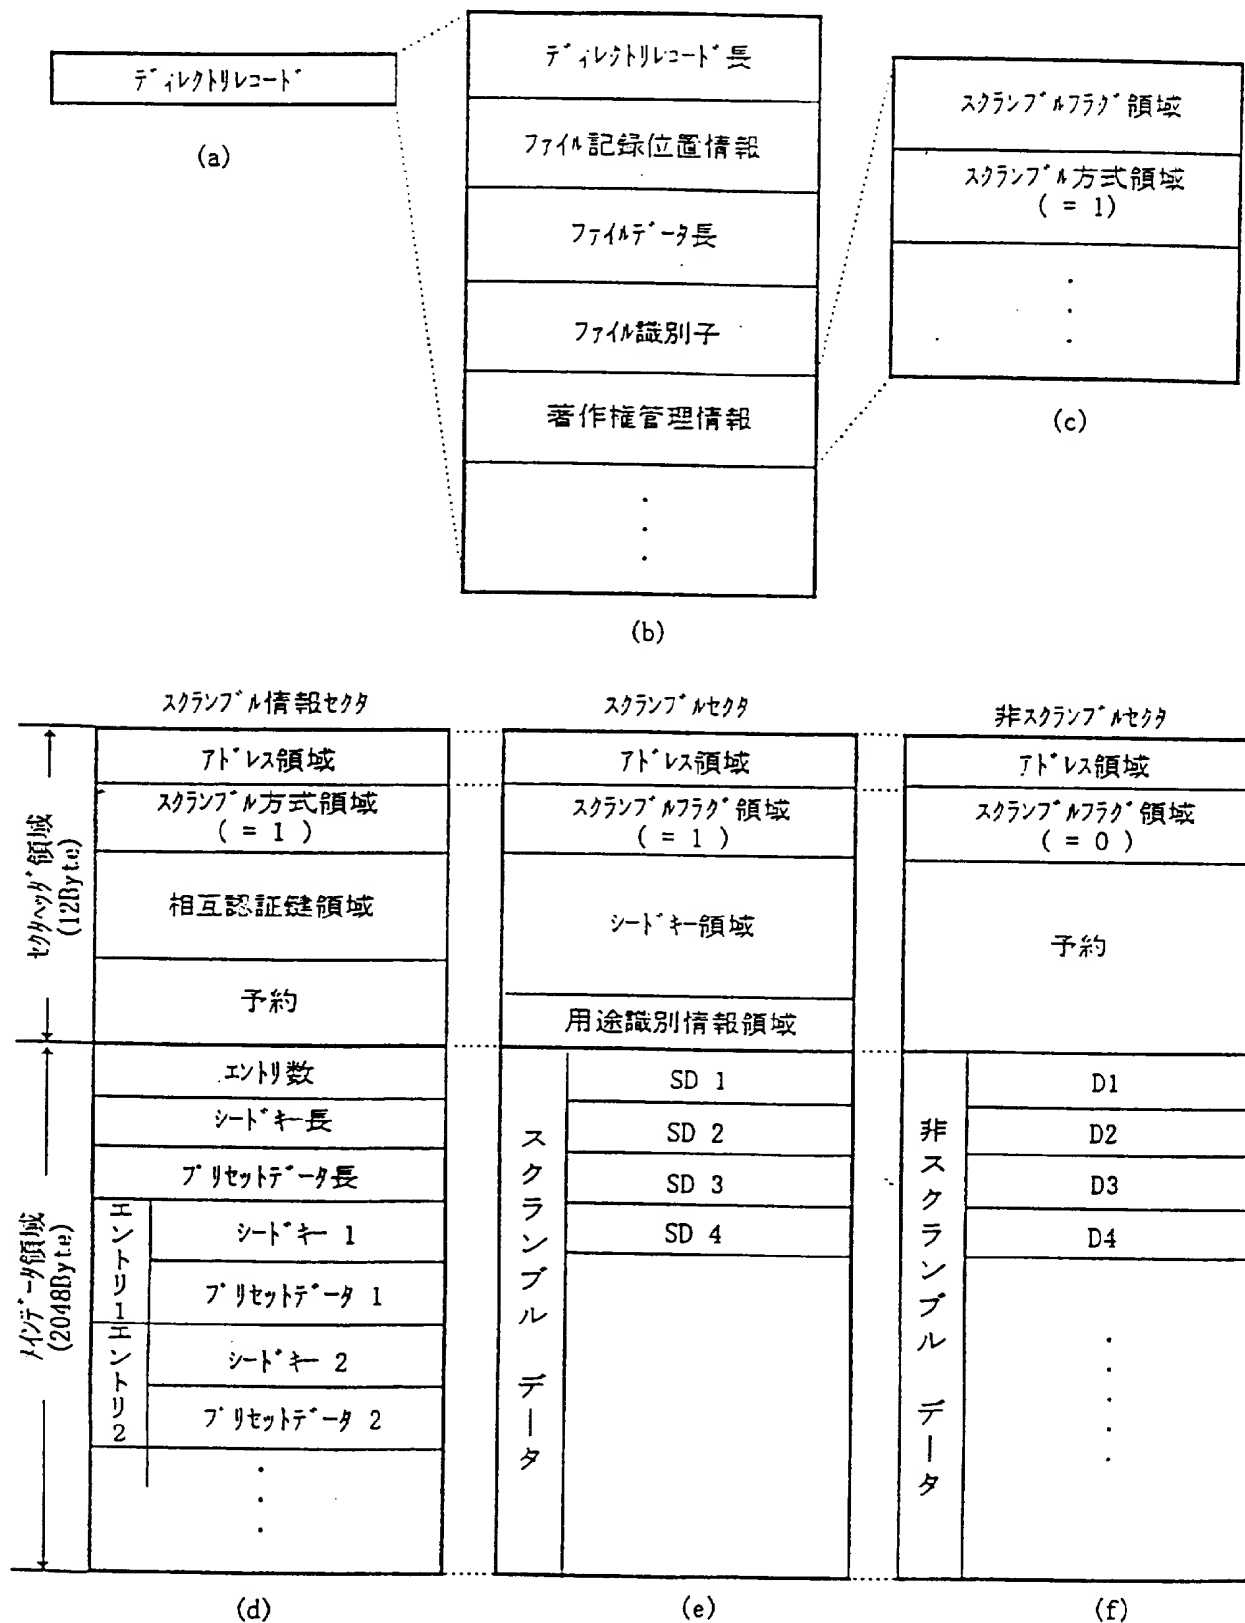 ディレクトリレコード
(a)
ディレクトリレコード長
ファイル記録位置情報
ファイルデータ長
ファイル識別子
著作権管理情報
(b)
スクランブルフラグ領域
スクランブル方式領域
( = 1)
(c)
スクランブル情報セクタ
セクタヘッダ領域
(12Byte)
メインデータ領域
(2048Byte)
アドレス領域
スクランブル方式領域
( = 1 )
相互認証鍵領域
予約
エントリ数
シードキー長
プリセットデータ長
エントリ1
シードキー 1
プリセットデータ 1
エントリ2
シードキー 2
プリセットデータ 2
(d)
スクランブルセクタ
アドレス領域
スクランブルフラグ領域
( = 1 )
シードキー領域
用途識別情報領域
スクランブル データ
SD 1
SD 2
SD 3
SD 4
(e)
非スクランブルセクタ
アドレス領域
スクランブルフラグ領域
( = 0 )
予約
非スクランブル データ
D1
D2
D3
D4
(f)